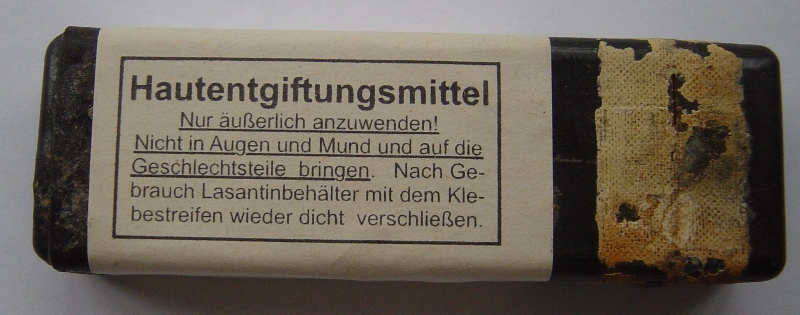 Hautentgiftungsmittel
Nur äußerlich anzuwenden!
Nicht in Augen und Mund und auf die
Geschlechtsteile bringen. Nach Ge-
brauch Lasantinbehälter mit dem Kle-
bestreifen wieder dicht verschließen.